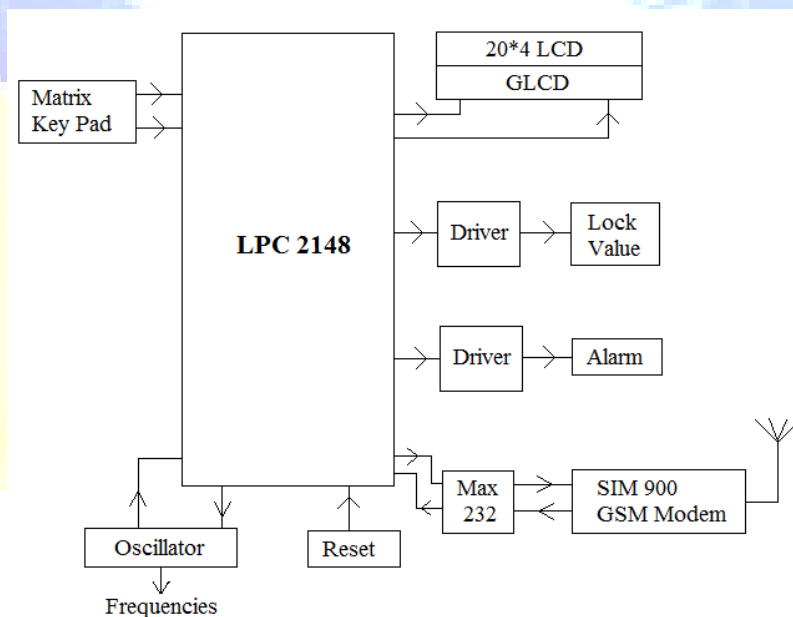 20*4 LCD
GLCD
Matrix
Key Pad
LPC 2148
Driver
Lock
Value
Driver
Alarm
Max
232
SIM 900
GSM Modem
Oscillator
Reset
Frequencies